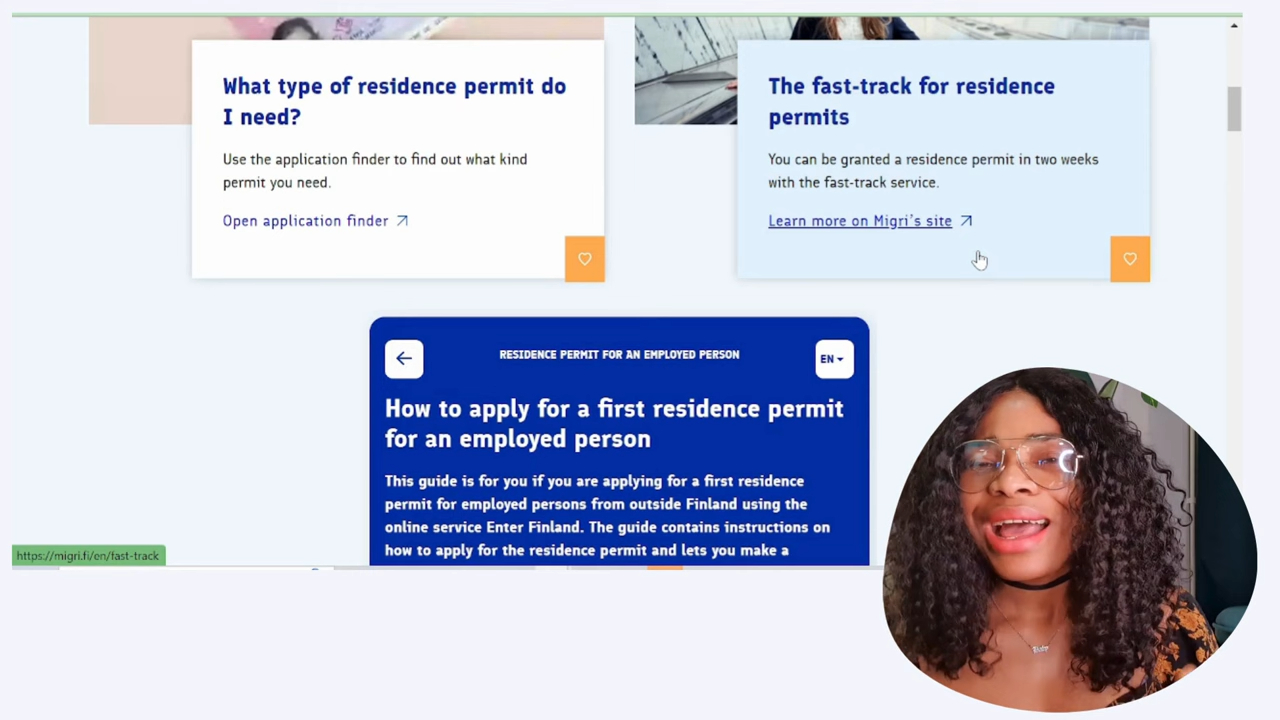 What type of residence permit do
I need?
Use the application finder to find out what kind
permit you need.
Open application finder
The fast-track for residence
permits
You can be granted a residence permit in two weeks
with the fast-track service.
Learn more on Migri's site
RESIDENCE PERMIT FOR AN EMPLOYED PERSON
EN
How to apply for a first residence permit
for an employed person
This guide is for you if you are applying for a first residence
permit for employed persons from outside Finland using the
online service Enter Finland. The guide contains instructions on
how to apply for the residence permit and lets you make a
https://migri.fi/en/fast-track